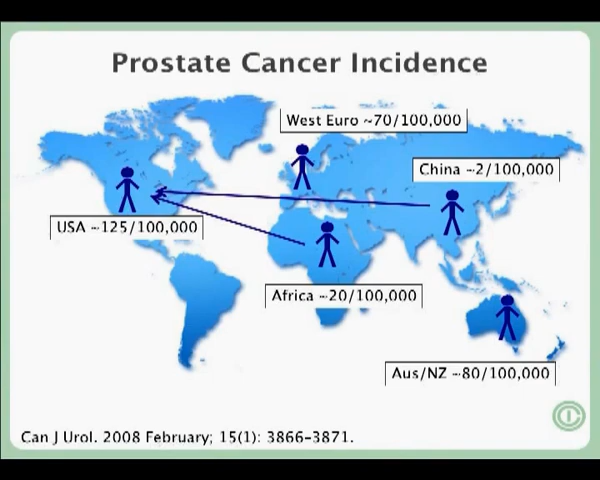 Prostate Cancer Incidence
West Euro ~70/100,000
China ~2/100,000
USA ~125/100,000
Africa ~20/100,000
Aus/NZ ~80/100,000
Can J Urol. 2008 February; 15(1): 3866-3871.